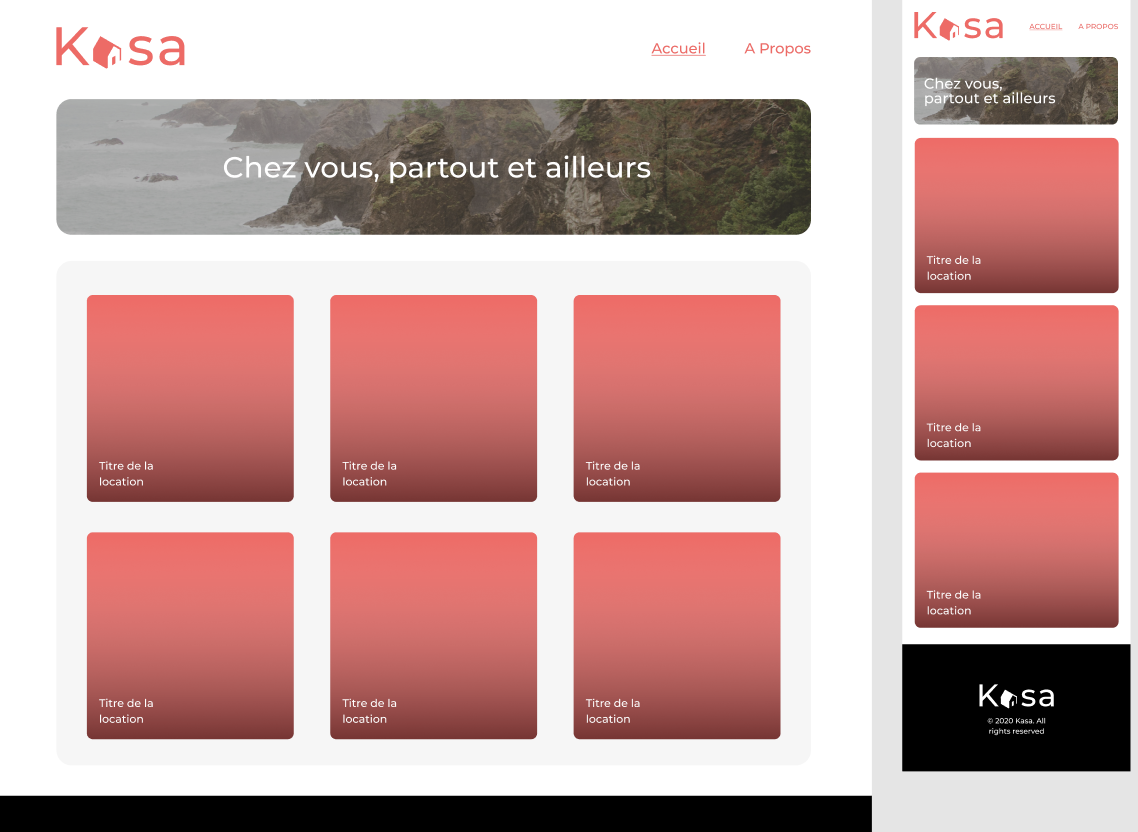 Kasa
Accueil
A Propos
Chez vous, partout et ailleurs
Titre de la
location
Titre de la
location
Titre de la
location
Titre de la
location
Titre de la
location
Titre de la
location
Kasa
ACCUEIL
A PROPOS
Chez vous,
partout et ailleurs
Titre de la
location
Titre de la
location
Titre de la
location
Kasa
© 2020 Kasa. All
rights reserved